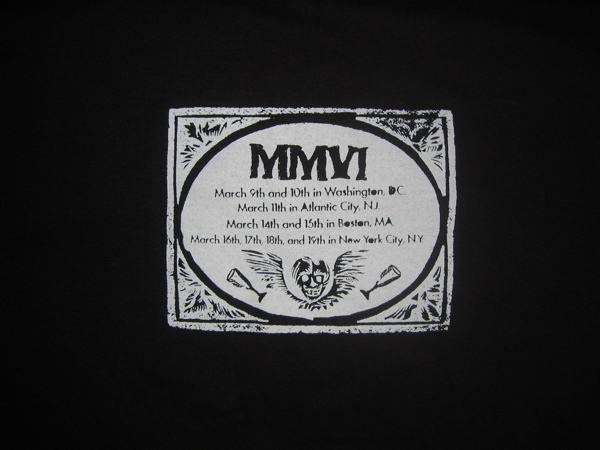 MMVI
March 9th and 10th in Washington, DC
March 11th in Atlantic City, NJ
March 14th and 15th in Boston, MA
March 16th, 17th, 18th, and 19th in New York City, NY